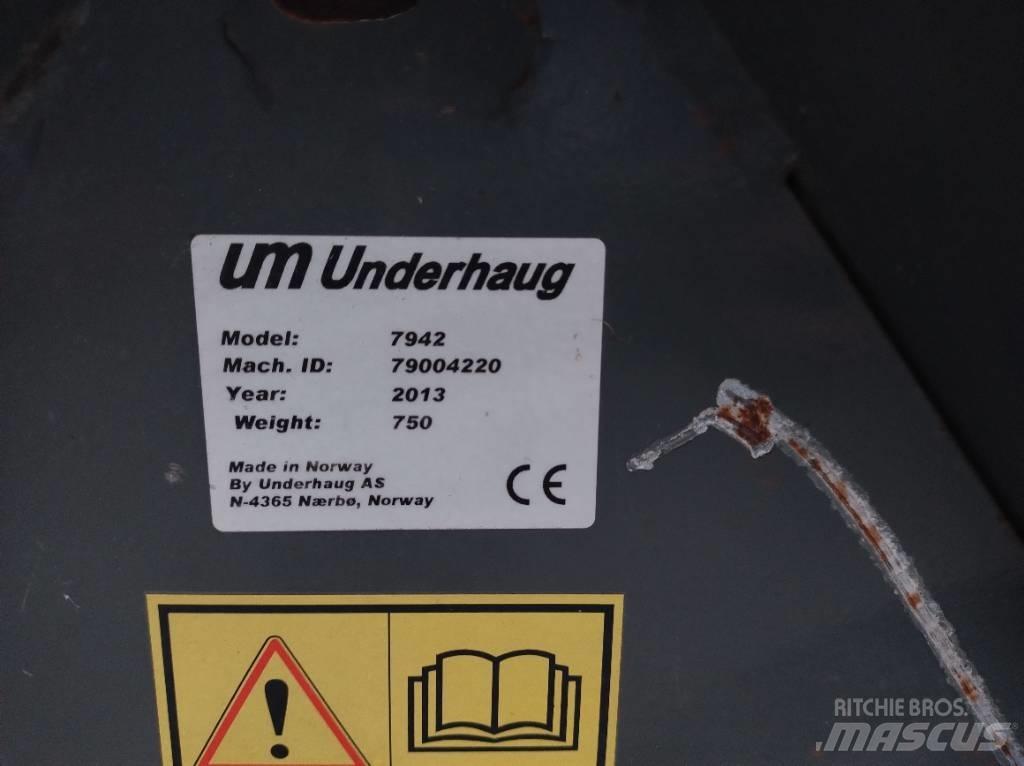 um Underhaug
Model: 7942
Mach. ID: 79004220
Year: 2013
Weight: 750
Made in Norway
By Underhaug AS
N-4365 Nærbø, Norway
CE
RITCHIE BROS.
MASCUS